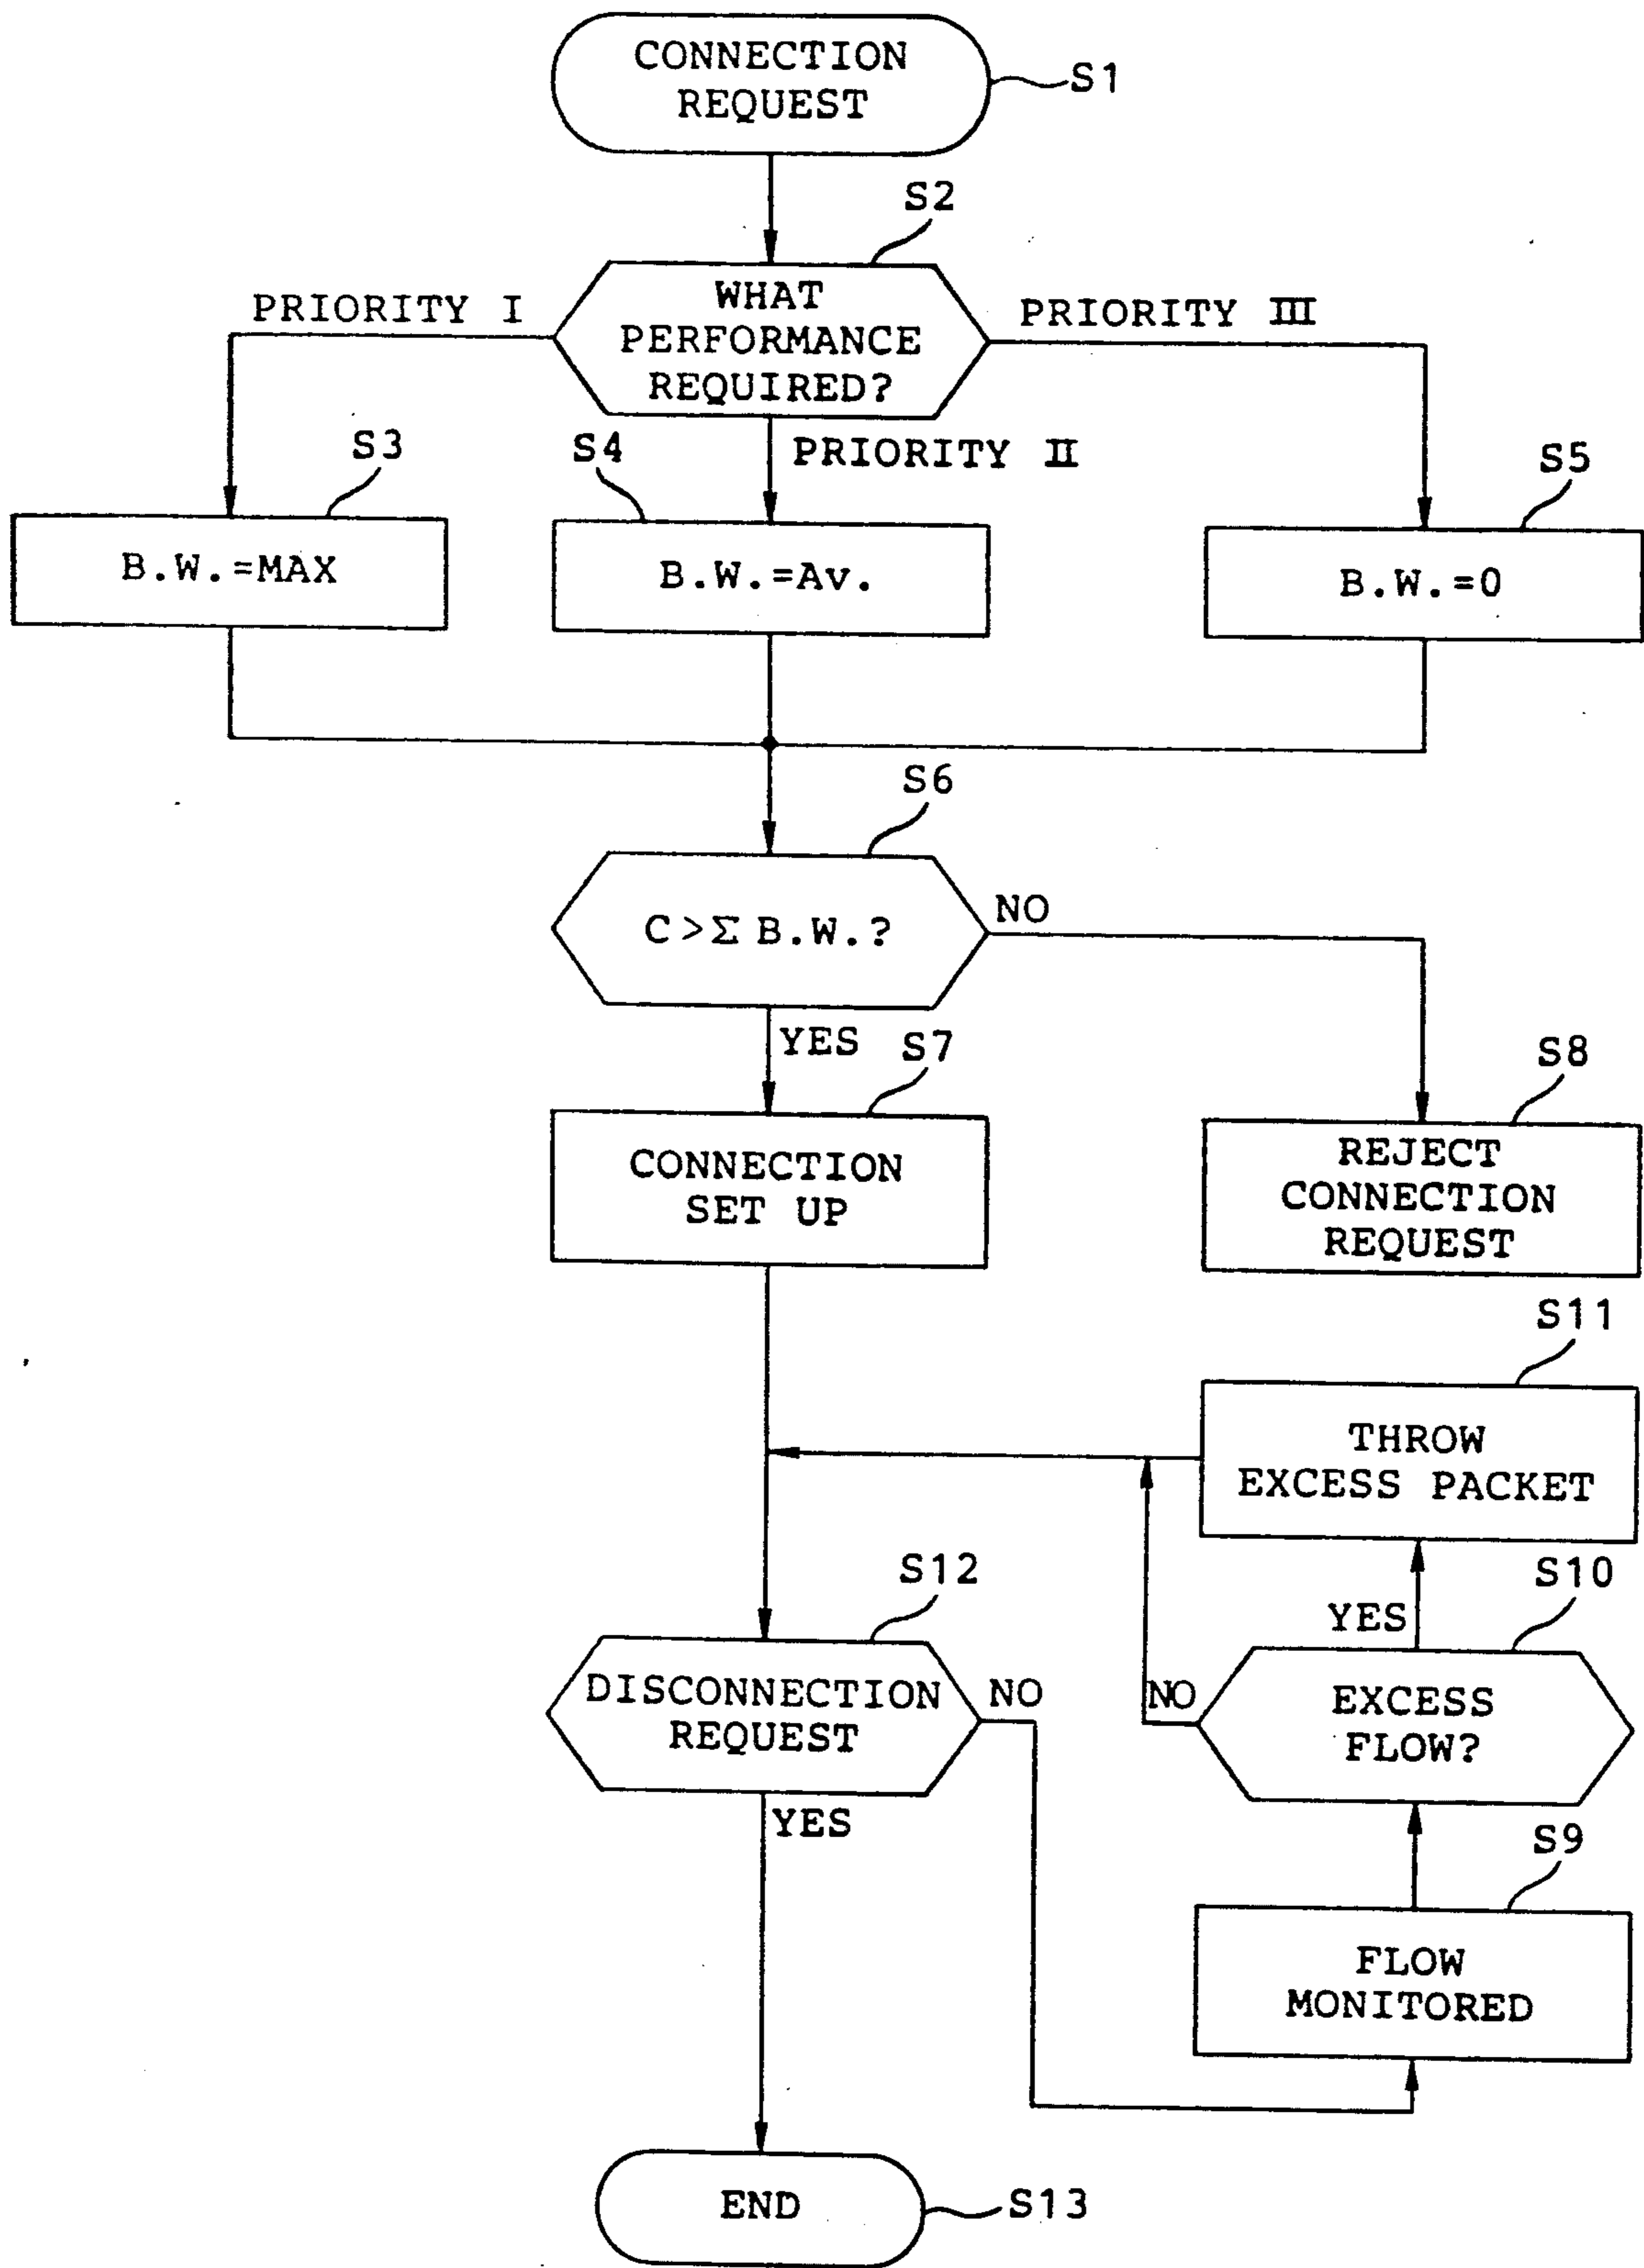 CONNECTION
REQUEST
S1
S2
WHAT
PERFORMANCE
REQUIRED?
PRIORITY I
PRIORITY II
PRIORITY III
S3
B.W.=MAX
S4
B.W.=Av.
S5
B.W.=0
S6
C>Σ B.W.?
NO
YES
S7
CONNECTION
SET UP
S8
REJECT
CONNECTION
REQUEST
S11
THROW
EXCESS PACKET
S10
YES
NO
EXCESS
FLOW?
S12
DISCONNECTION
REQUEST
NO
YES
S9
FLOW
MONITORED
END
S13